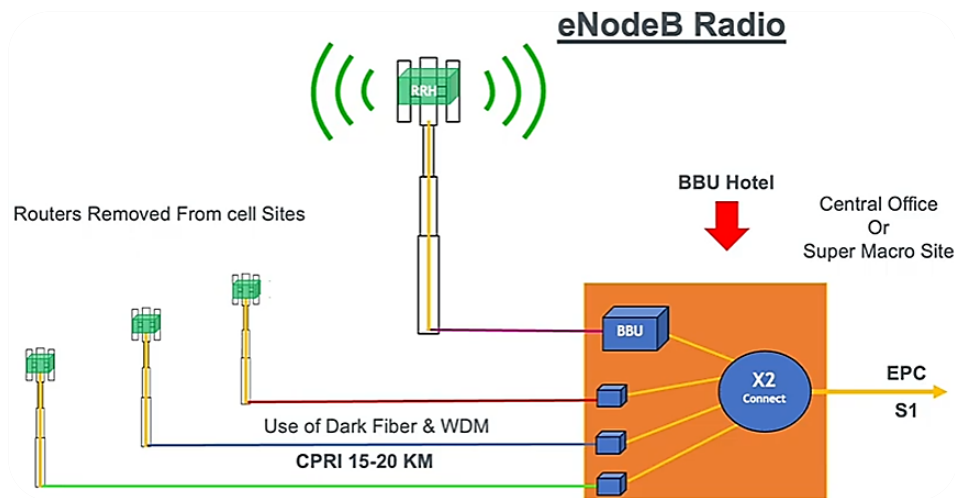 eNodeB Radio
RRH
BBU Hotel
Central Office
Or
Super Macro Site
Routers Removed From cell Sites
BBU
X2
Connect
EPC
S1
Use of Dark Fiber & WDM
CPRI 15-20 KM